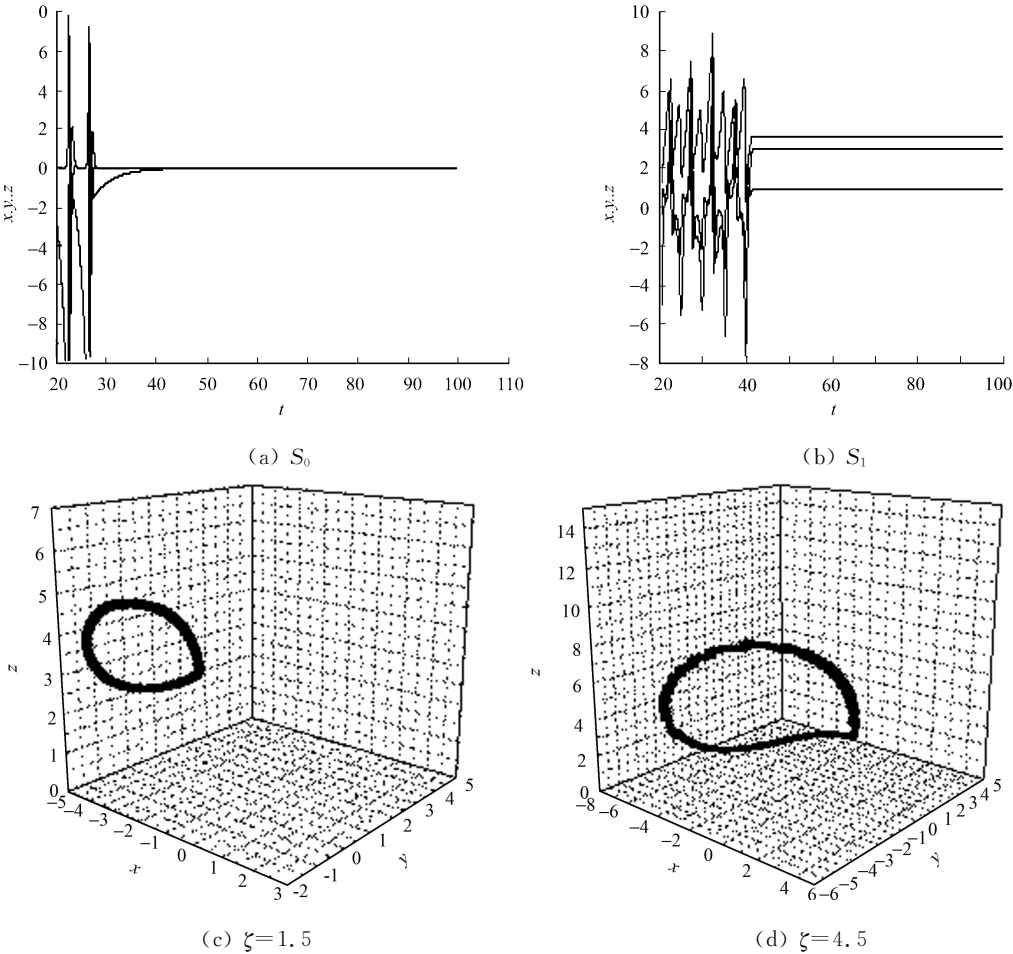 0
6
4
2
0
−2
−4
−6
−8
−10
x.y..z
20 30 40 50 60 70 80 90 100 110
t
(a) S₀
10
8
6
4
2
0
−2
−4
−6
−8
x.y..z
20 40 60 80 100
t
(b) S₁
7
6
5
4
3
2
1
0
z
−5 −4 −3 −2 −1 0 1 2 3
x
-2 -1 0 1 2 3 4 5
y
(c) ζ=1.5
14
12
10
8
6
4
2
0
z
−8 −6 −4 −2 0 2 4 6
x
−6 −5 −4 −3 −2 −1 0 1 2 3 4 5
y
(d) ζ=4.5